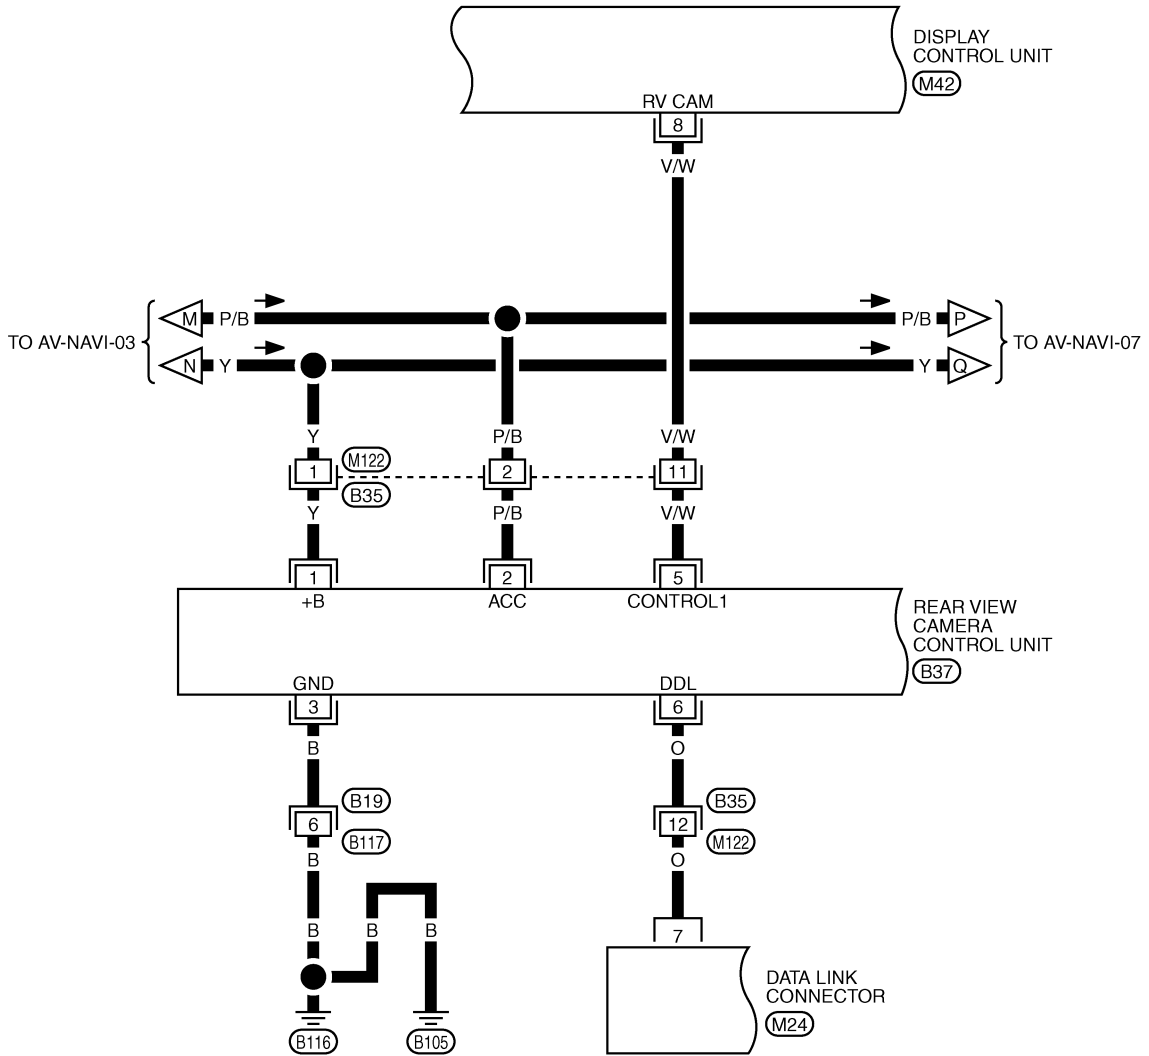 DISPLAY
CONTROL UNIT
M42
RV CAM
8
V/W
M P/B P/B P
TO AV-NAVI-03
TO AV-NAVI-07
N Y Y Q
Y P/B V/W
M122
1 2 11
B35
Y P/B V/W
1 2 5
+B ACC CONTROL1
REAR VIEW
CAMERA
CONTROL UNIT
B37
GND DDL
3 6
B O
B19 B35
6 12
B117 M122
B O
B B B
7
DATA LINK
CONNECTOR
M24
B116 B105